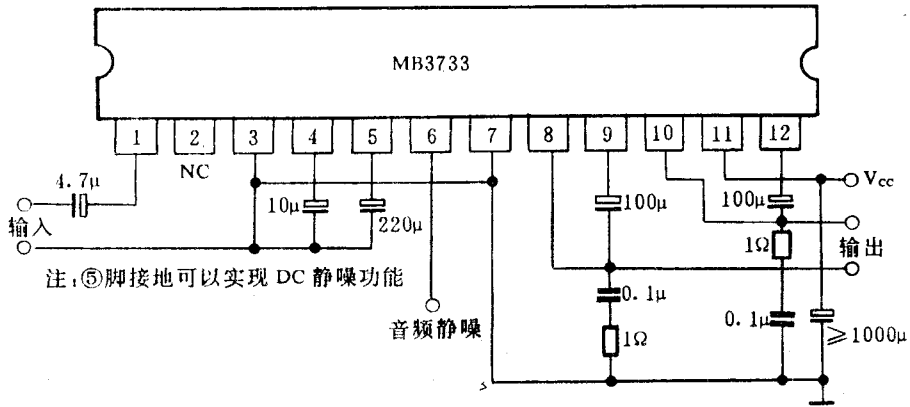 MB3733
1 2 3 4 5 6 7 8 9 10 11 12
NC
4.7μ
输入
10μ
220μ
100μ
100μ
Vcc
1Ω
输出
注:⑤脚接地可以实现 DC 静噪功能
音频静噪
0.1μ
1Ω
0.1μ
⩾1000μ